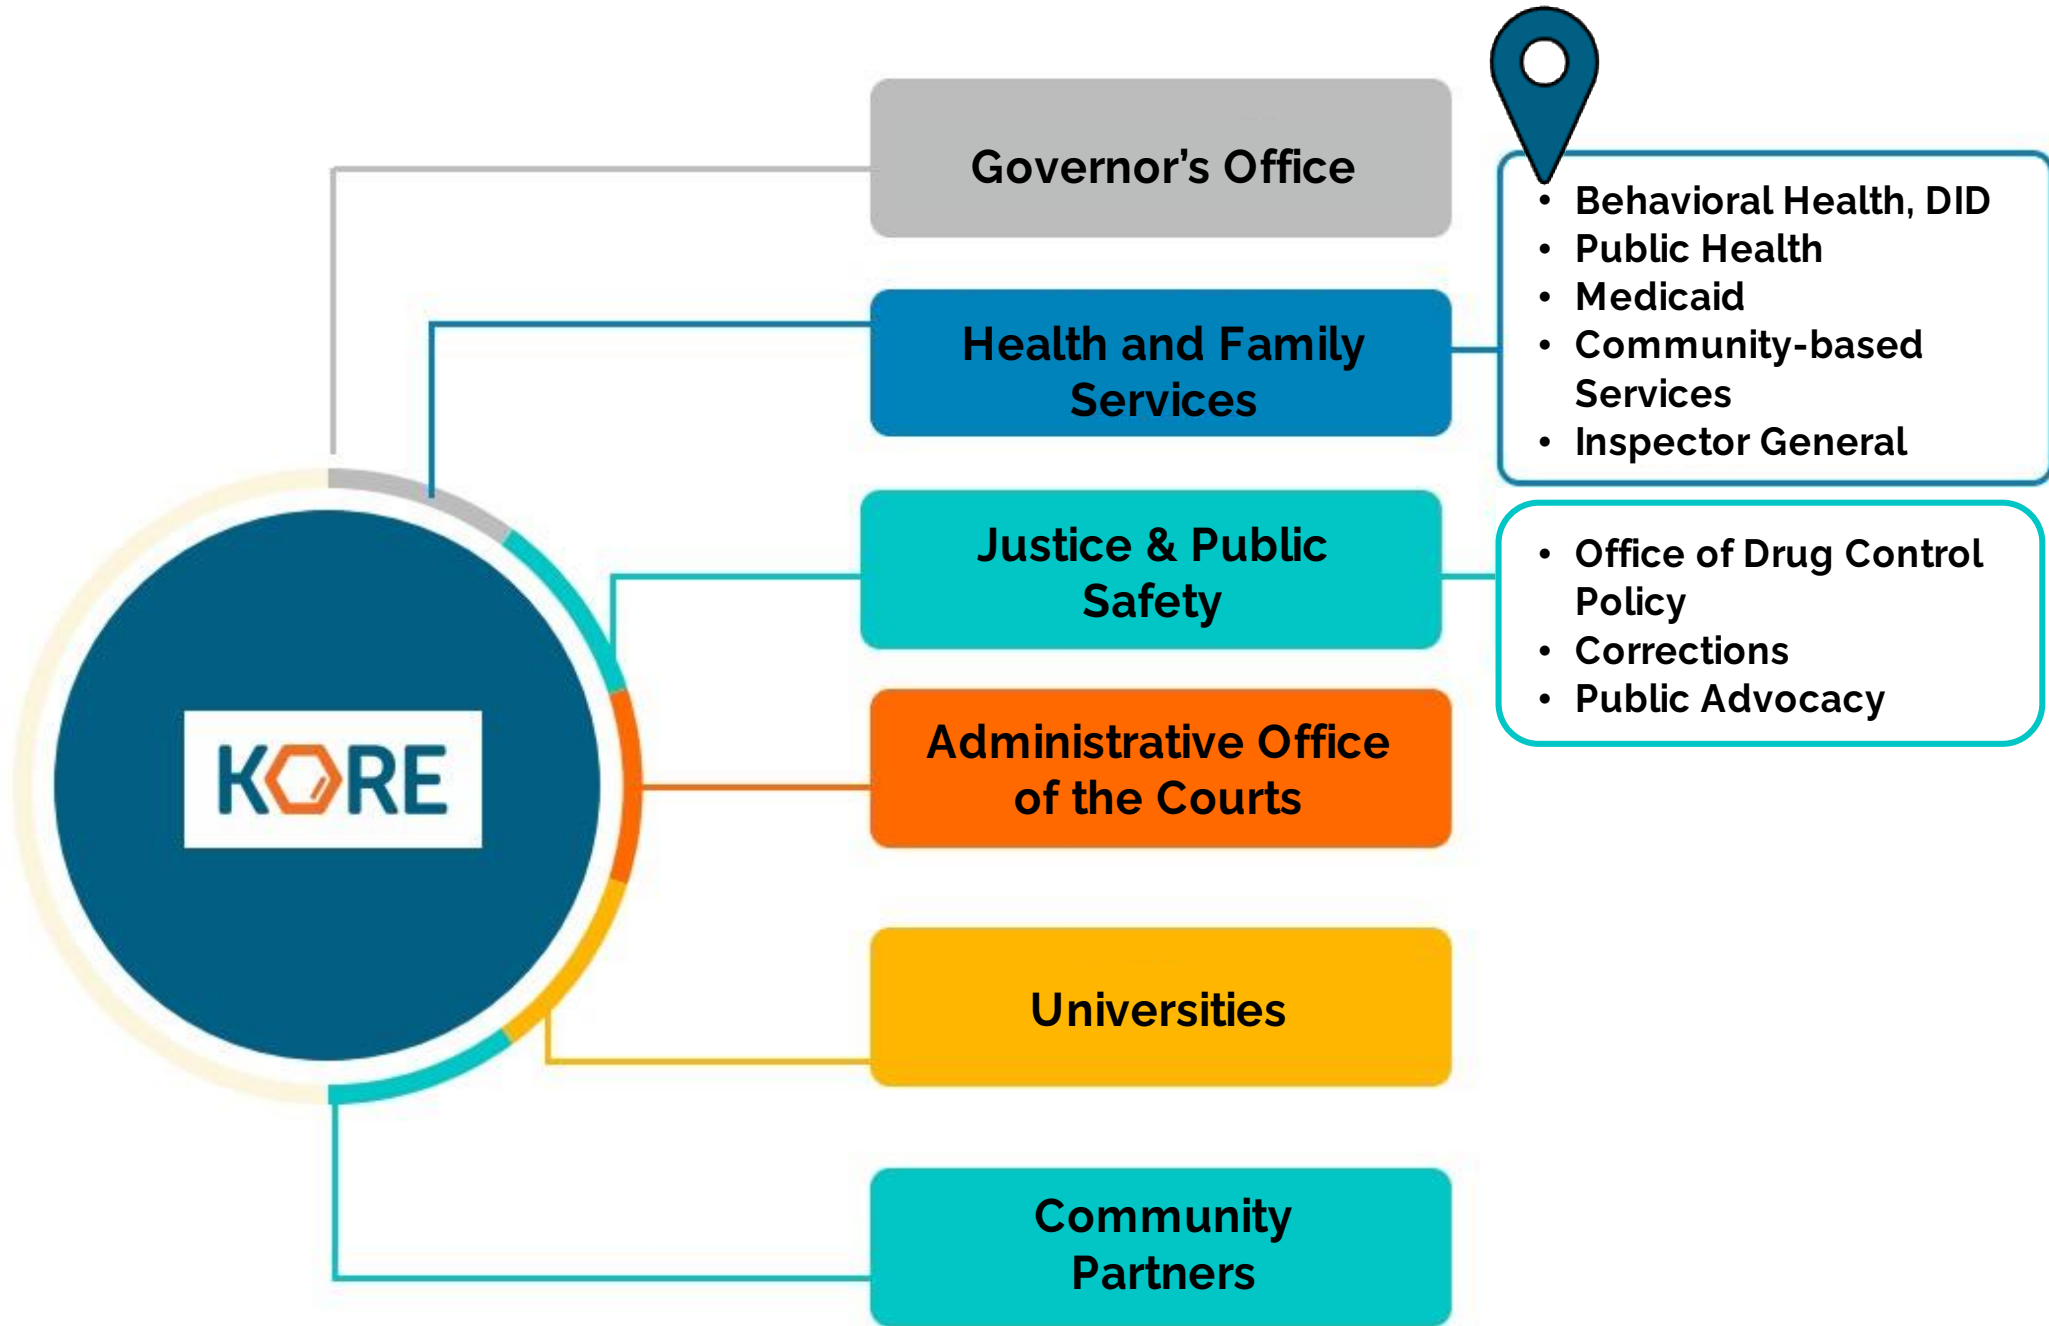 Governor’s Office
Health and Family
Services
• Behavioral Health, DID
• Public Health
• Medicaid
• Community-based
Services
• Inspector General
Justice & Public
Safety
• Office of Drug Control
Policy
• Corrections
• Public Advocacy
KORE
Administrative Office
of the Courts
Universities
Community
Partners